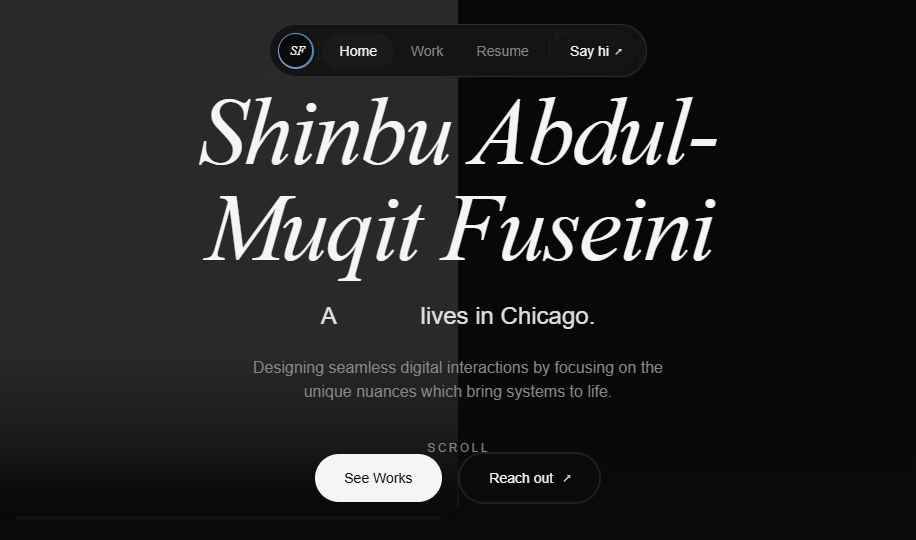 SF Home Work Resume Say hi ↗
Shinbu Abdul-
Muqit Fuseini
A lives in Chicago.
Designing seamless digital interactions by focusing on the
unique nuances which bring systems to life.
SCROLL
See Works Reach out ↗